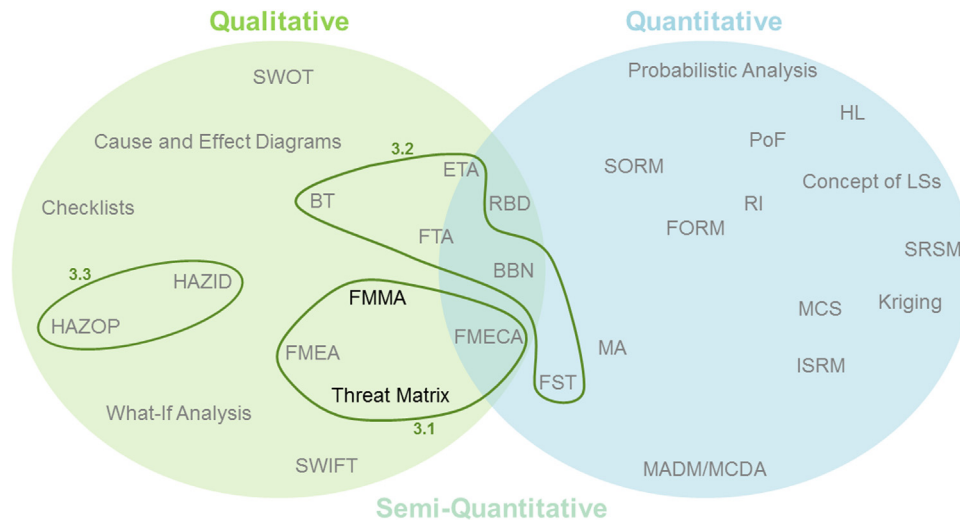 Qualitative
Quantitative
SWOT
Probabilistic Analysis
HL
Cause and Effect Diagrams
PoF
3.2
ETA
SORM
Concept of LSs
BT
RBD
RI
Checklists
FTA
FORM
SRSM
3.3
HAZID
BBN
FMMA
Kriging
MCS
HAZOP
FMECA
MA
FMEA
ISRM
FST
Threat Matrix
What-If Analysis
3.1
SWIFT
MADM/MCDA
Semi-Quantitative